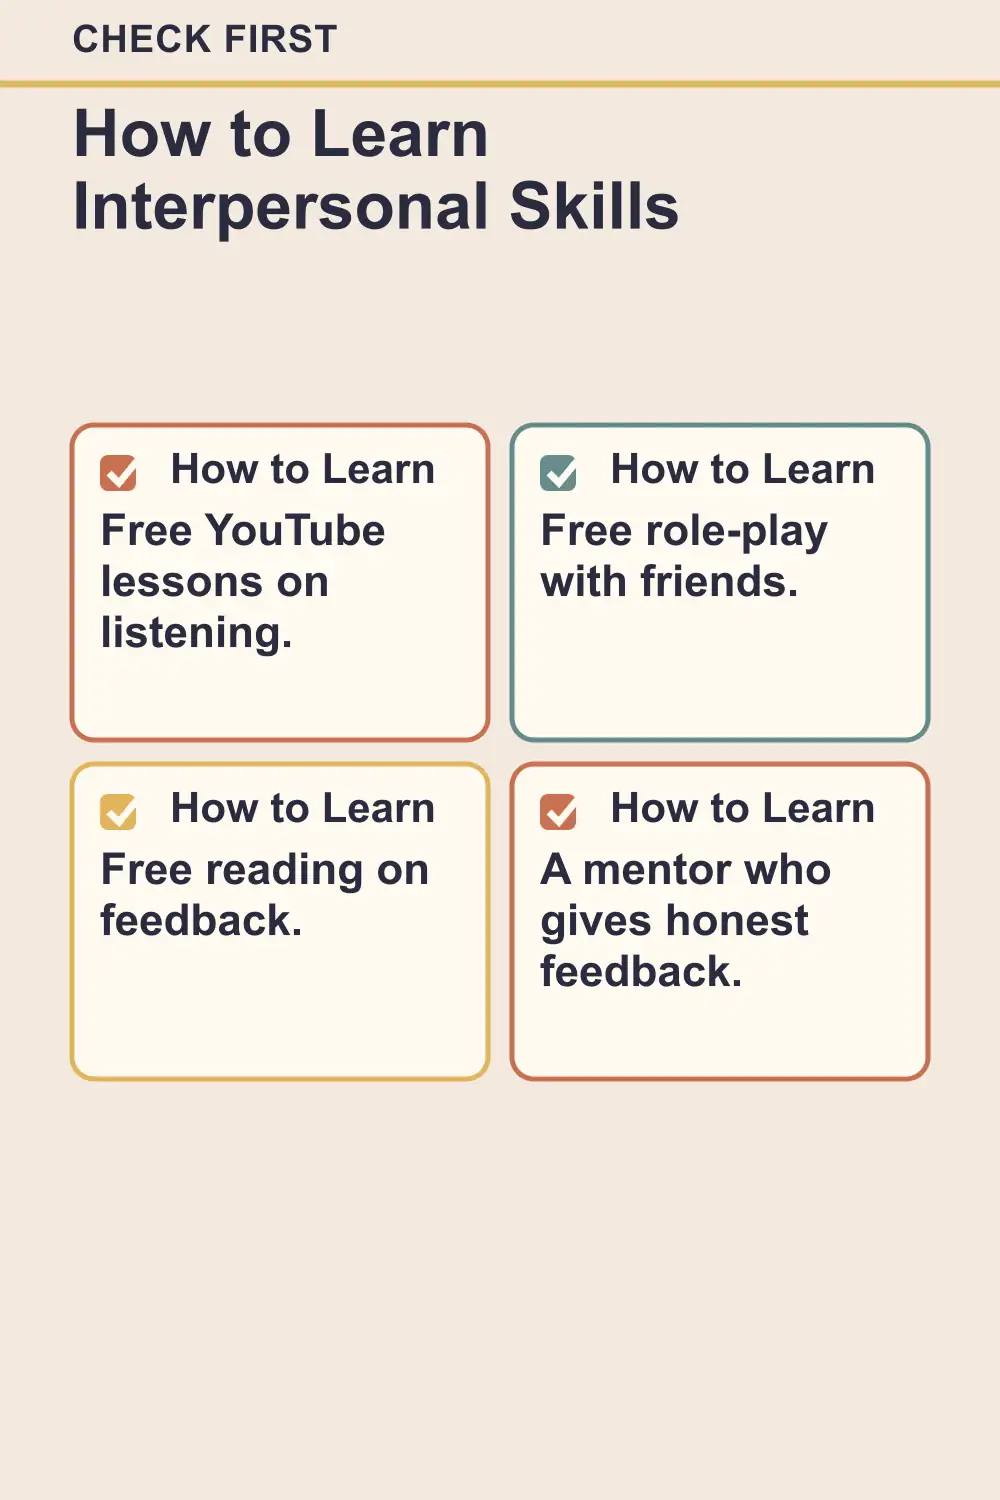 CHECK FIRST
How to Learn
Interpersonal Skills
How to Learn
Free YouTube
lessons on
listening.
How to Learn
Free role-play
with friends.
How to Learn
Free reading on
feedback.
How to Learn
A mentor who
gives honest
feedback.